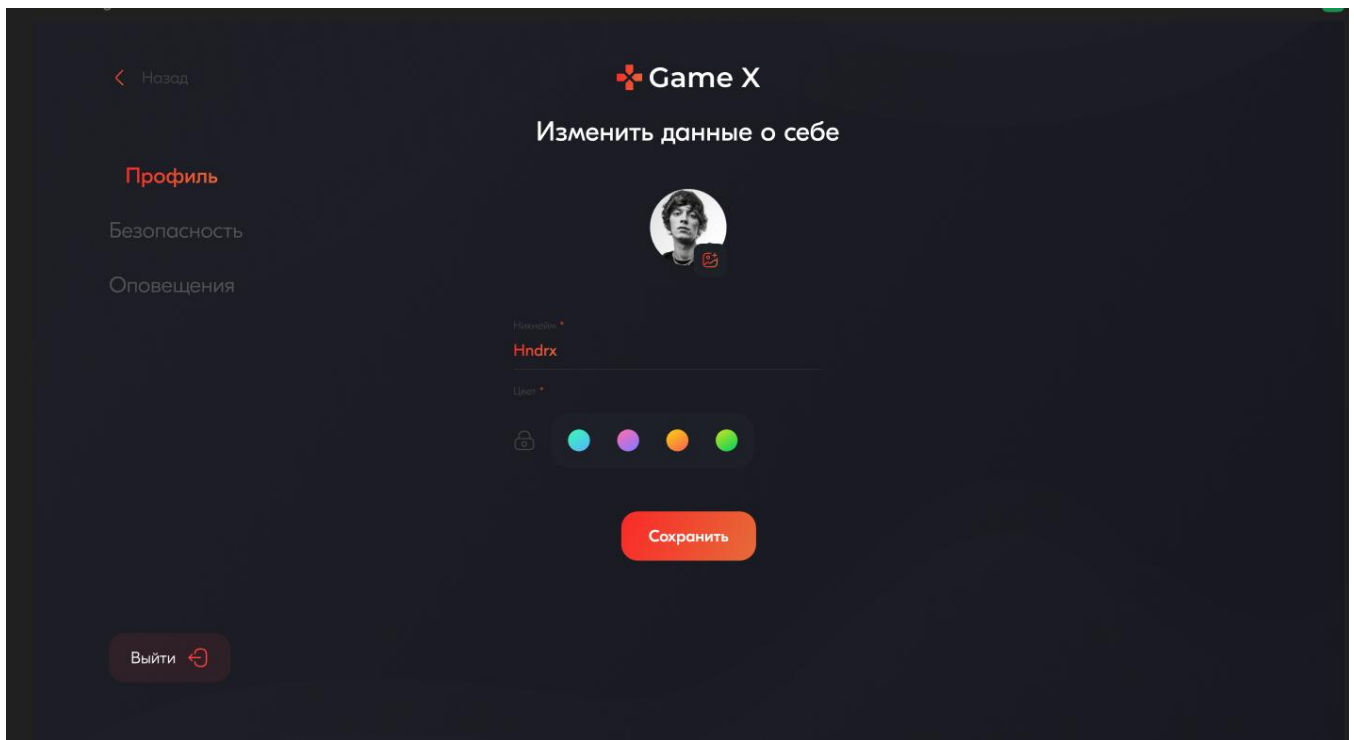 Назад
Game X
Изменить данные о себе
Профиль
Безопасность
Оповещения
Никнейм *
Hndrx
Цвет *
Сохранить
Выйти